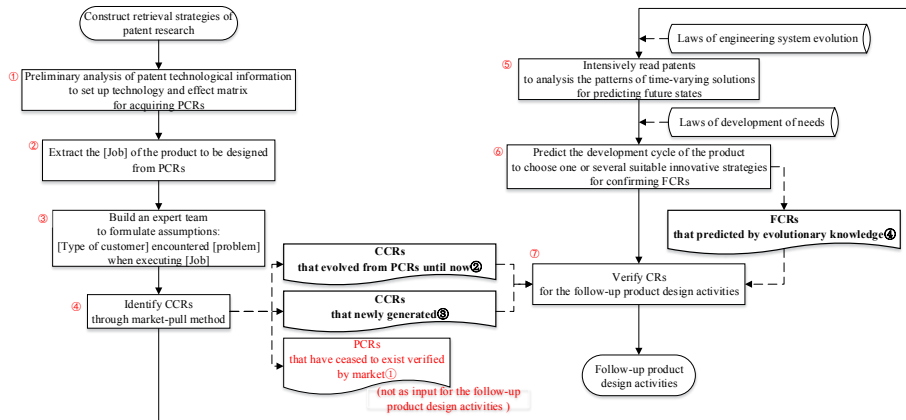 Construct retrieval strategies of
patent research
①
Preliminary analysis of patent technological information
to set up technology and effect matrix
for acquiring PCRs
②
Extract the [Job] of the product to be designed
from PCRs
③
Build an expert team
to formulate assumptions:
[Type of customer] encountered [problem]
when executing [Job]
④
Identify CCRs
through market-pull method
CCRs
that evolved from PCRs until now②
CCRs
that newly generated③
PCRs
that have ceased to exist verified
by market①
(not as input for the follow-up
product design activities )
Laws of engineering system evolution
⑤
Intensively read patents
to analysis the patterns of time-varying solutions
for predicting future states
Laws of development of needs
⑥
Predict the development cycle of the product
to choose one or several suitable innovative strategies
for confirming FCRs
FCRs
that predicted by evolutionary knowledge④
⑦
Verify CRs
for the follow-up product design activities
Follow-up product
design activities